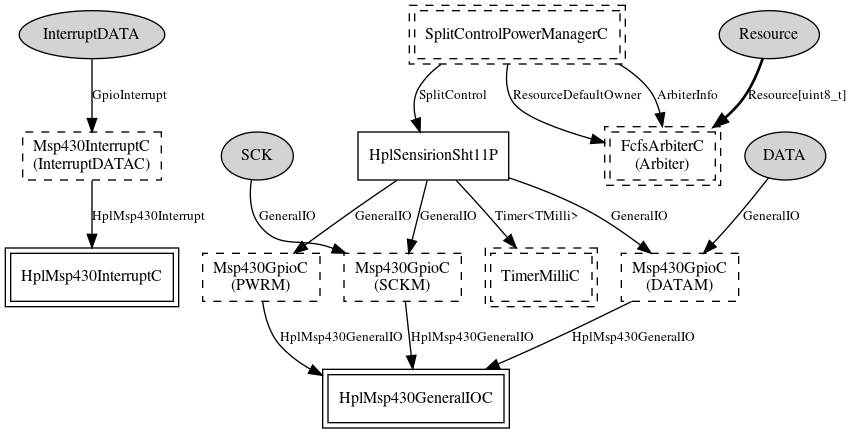 InterruptDATA
SplitControlPowerManagerC
Resource
GpioInterrupt
SplitControl
ResourceDefaultOwner
ArbiterInfo
Resource[uint8_t]
Msp430InterruptC
(InterruptDATAC)
SCK
HplSensirionSht11P
FcfsArbiterC
(Arbiter)
DATA
HplMsp430Interrupt
GeneralIO
GeneralIO
GeneralIO
Timer<TMilli>
GeneralIO
GeneralIO
HplMsp430InterruptC
Msp430GpioC
(PWRM)
Msp430GpioC
(SCKM)
TimerMilliC
Msp430GpioC
(DATAM)
HplMsp430GeneralIO
HplMsp430GeneralIO
HplMsp430GeneralIO
HplMsp430GeneralIOC